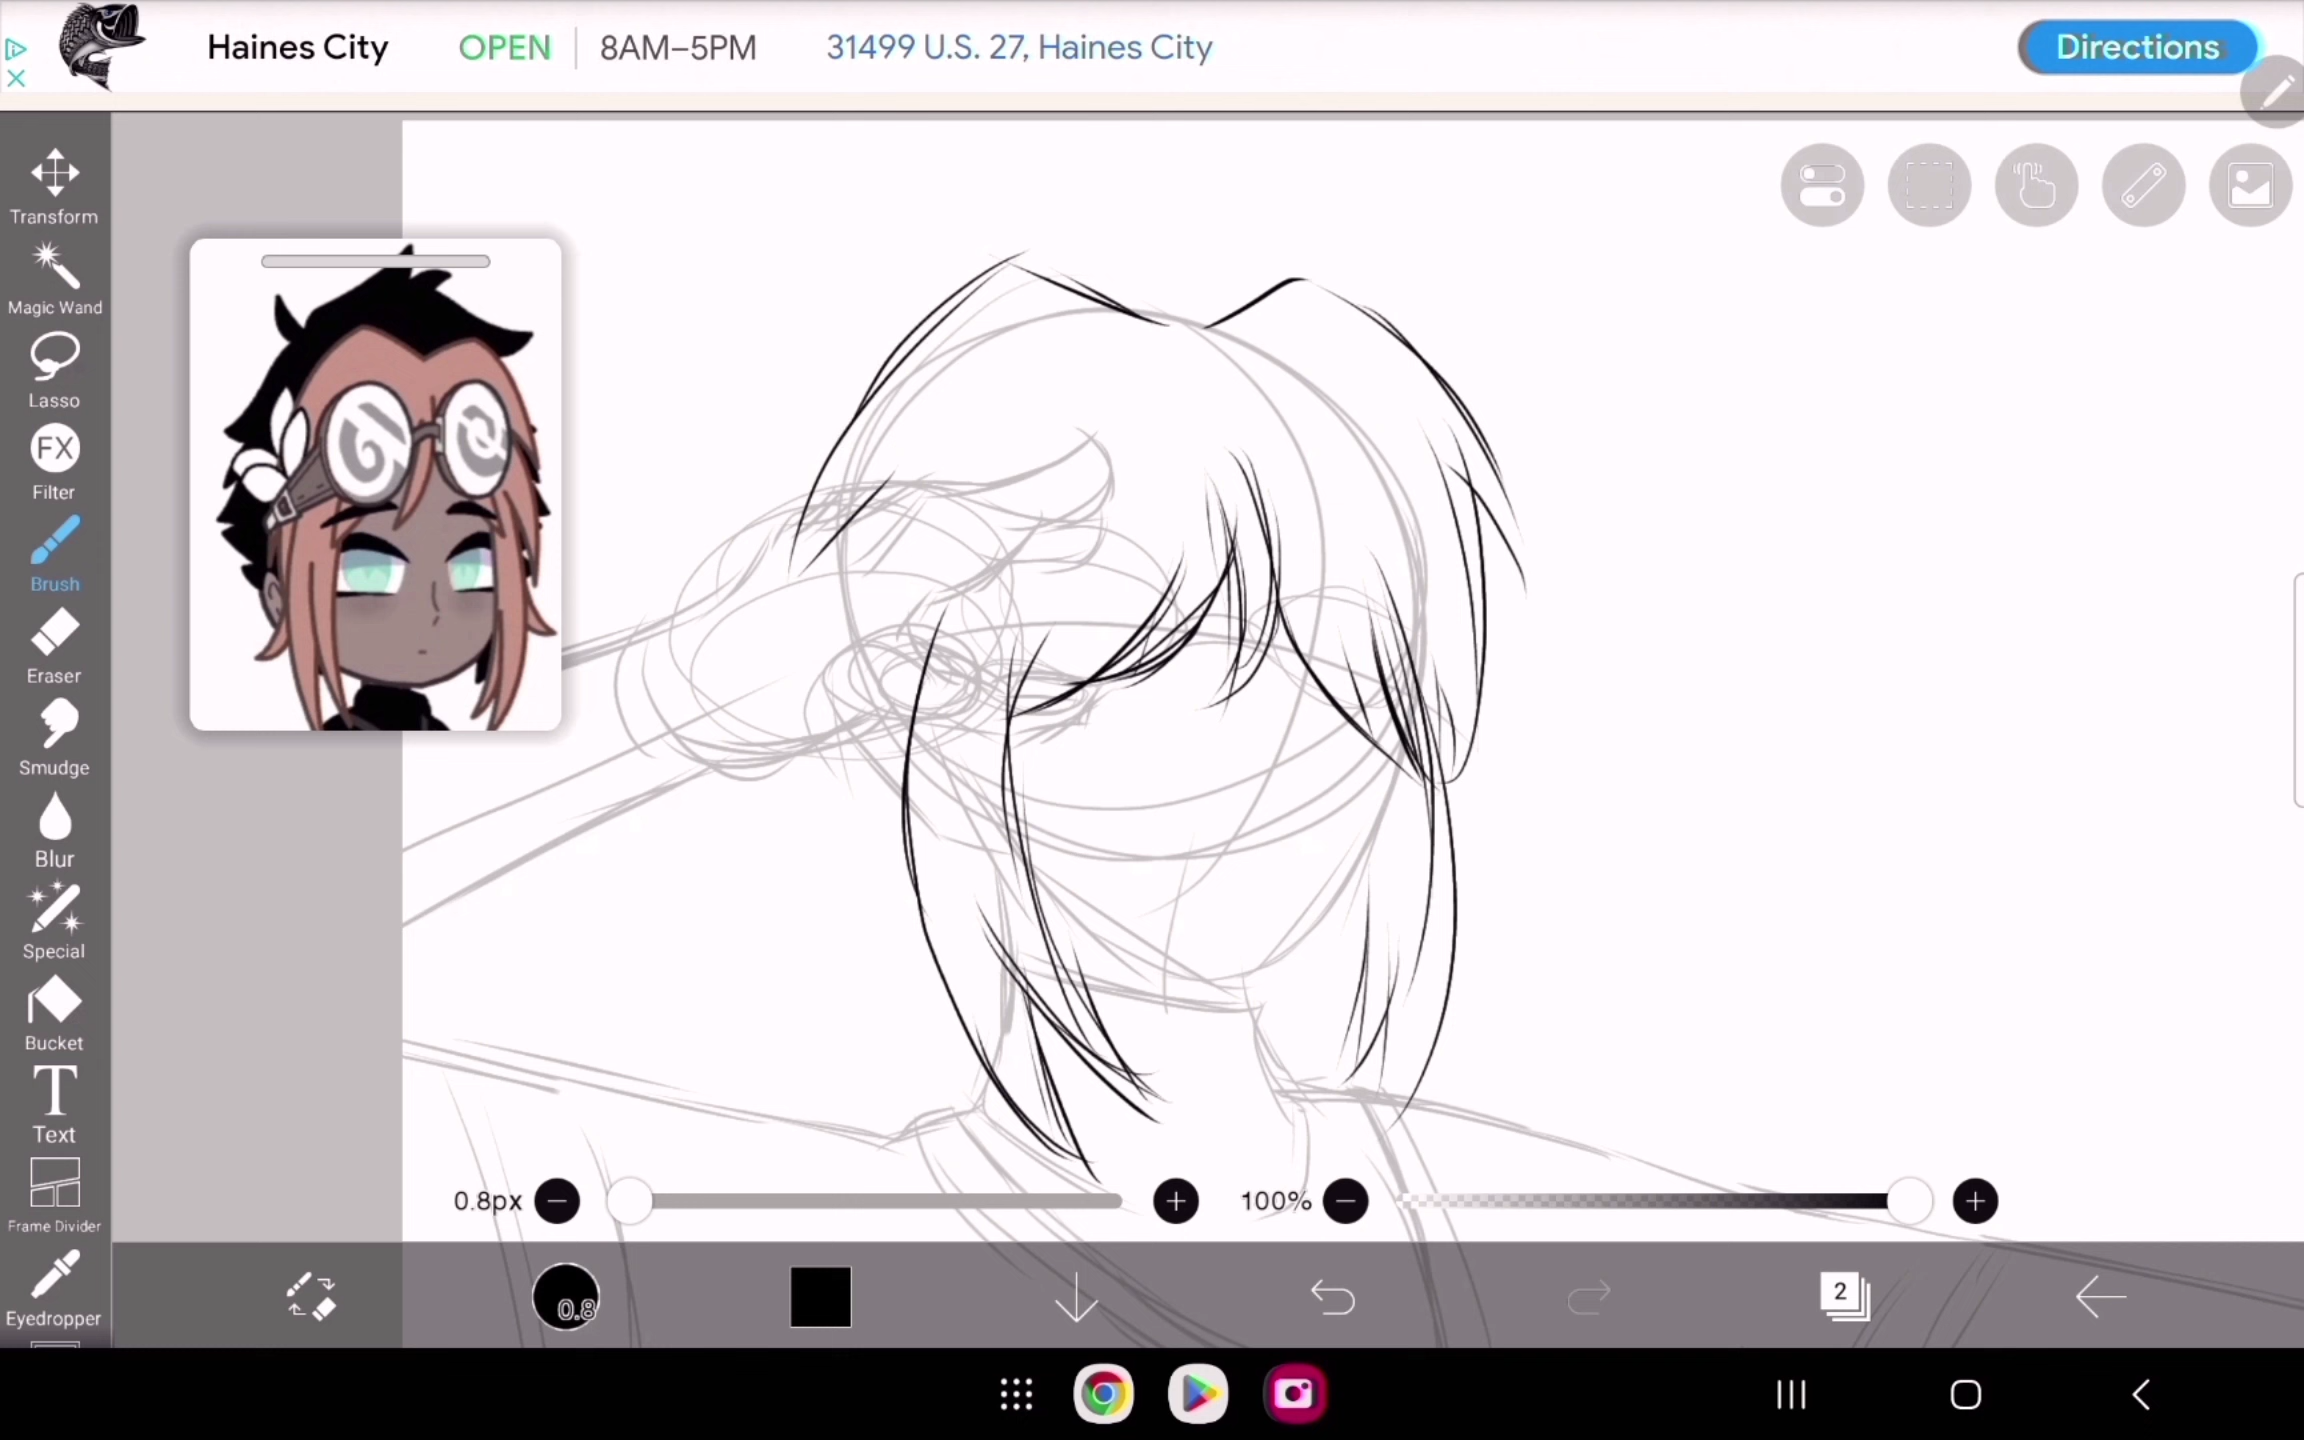 Haines City OPEN 8AM–5PM 31499 U.S. 27, Haines City Directions
Transform
Magic Wand
Lasso
FX
Filter
Brush
Eraser
Smudge
Blur
Special
Bucket
T
Text
Frame Divider
Eyedropper
0.8px 100%
0.8
2